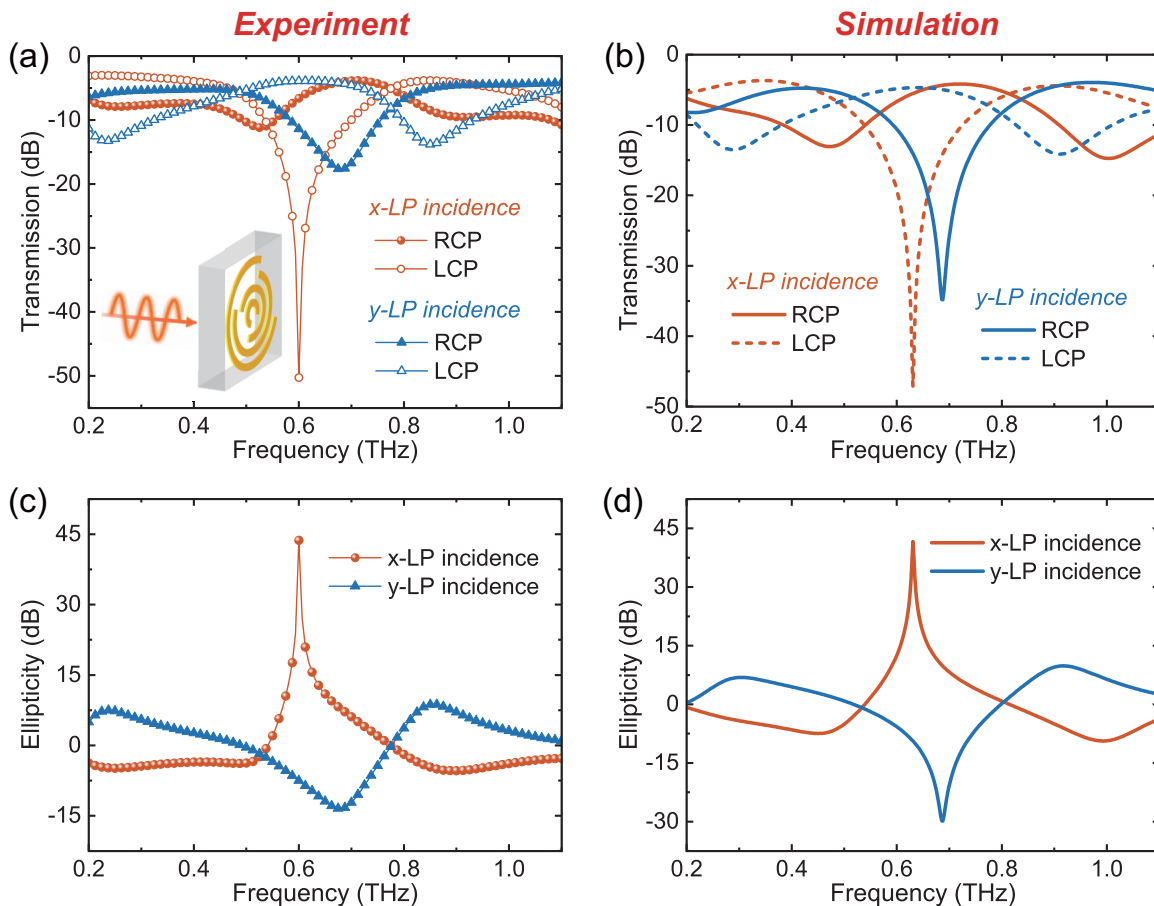 Experiment
Simulation
(a)
0
-10
-20
-30
-40
-50
Transmission (dB)
x-LP incidence
RCP
LCP
y-LP incidence
RCP
LCP
0.2
0.4
0.6
0.8
1.0
Frequency (THz)
(b)
0
-10
-20
-30
-40
-50
Transmission (dB)
x-LP incidence
RCP
LCP
y-LP incidence
RCP
LCP
0.2
0.4
0.6
0.8
1.0
Frequency (THz)
(c)
45
30
15
0
-15
Ellipticity (dB)
x-LP incidence
y-LP incidence
0.2
0.4
0.6
0.8
1.0
Frequency (THz)
(d)
45
30
15
0
-15
-30
Ellipticity (dB)
x-LP incidence
y-LP incidence
0.2
0.4
0.6
0.8
1.0
Frequency (THz)